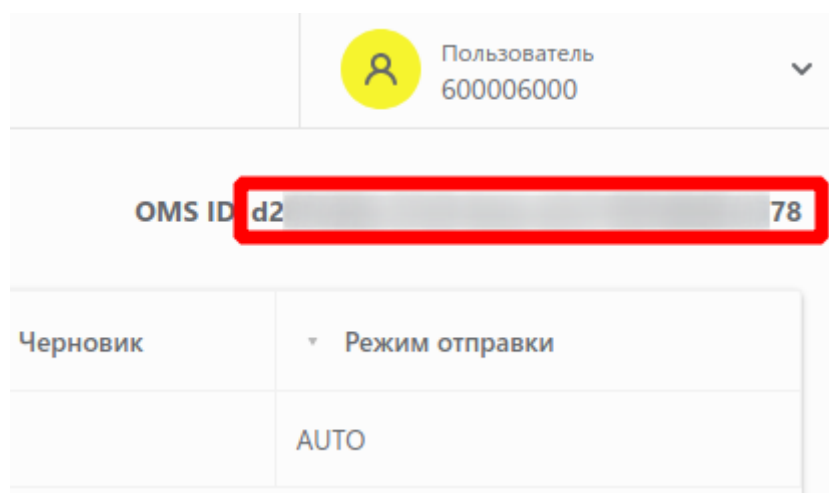 Пользователь
600006000
OMS ID d2 78
Черновик
Режим отправки
AUTO